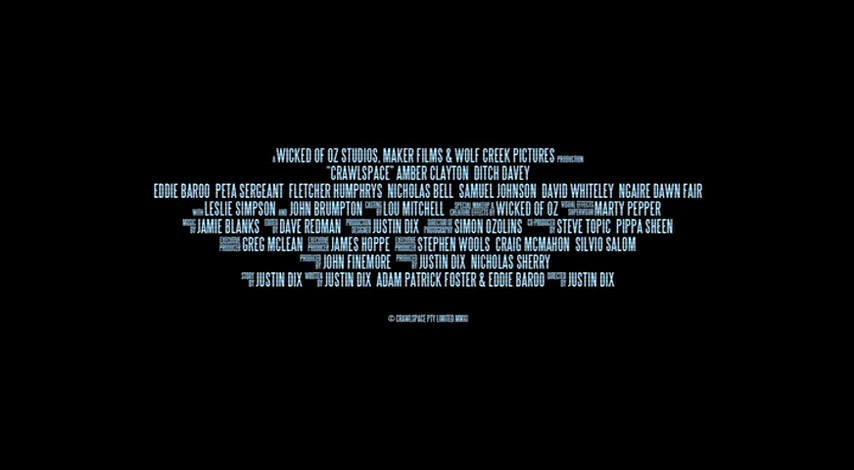 A WICKED OF OZ STUDIOS, MAKER FILMS & WOLF CREEK PICTURES PRODUCTION
"CRAWLSPACE" AMBER CLAYTON DITCH DAVEY
EDDIE BAROO PETA SERGEANT FLETCHER HUMPHRYS NICHOLAS BELL SAMUEL JOHNSON DAVID WHITELEY NGAIRE DAWN FAIR
WITH LESLIE SIMPSON AND JOHN BRUMPTON CASTING BY LOU MITCHELL SPECIAL MAKEUP & CREATURE EFFECTS BY WICKED OF OZ VISUAL EFFECTS SUPERVISOR MARTY PEPPER
MUSIC BY JAMIE BLANKS EDITED BY DAVE REDMAN PRODUCTION DESIGNER JUSTIN DIX DIRECTOR OF PHOTOGRAPHY SIMON OZOLINS CO-PRODUCED BY STEVE TOPIC PIPPA SHEEN
EXECUTIVE PRODUCER GREG MCLEAN EXECUTIVE PRODUCER JAMES HOPPE EXECUTIVE PRODUCED BY STEPHEN WOOLS CRAIG MCMAHON SILVIO SALOM
PRODUCED BY JOHN FINEMORE PRODUCED BY JUSTIN DIX NICHOLAS SHERRY
STORY BY JUSTIN DIX WRITTEN BY JUSTIN DIX ADAM PATRICK FOSTER & EDDIE BAROO DIRECTED BY JUSTIN DIX
© CRAWLSPACE PTY LIMITED